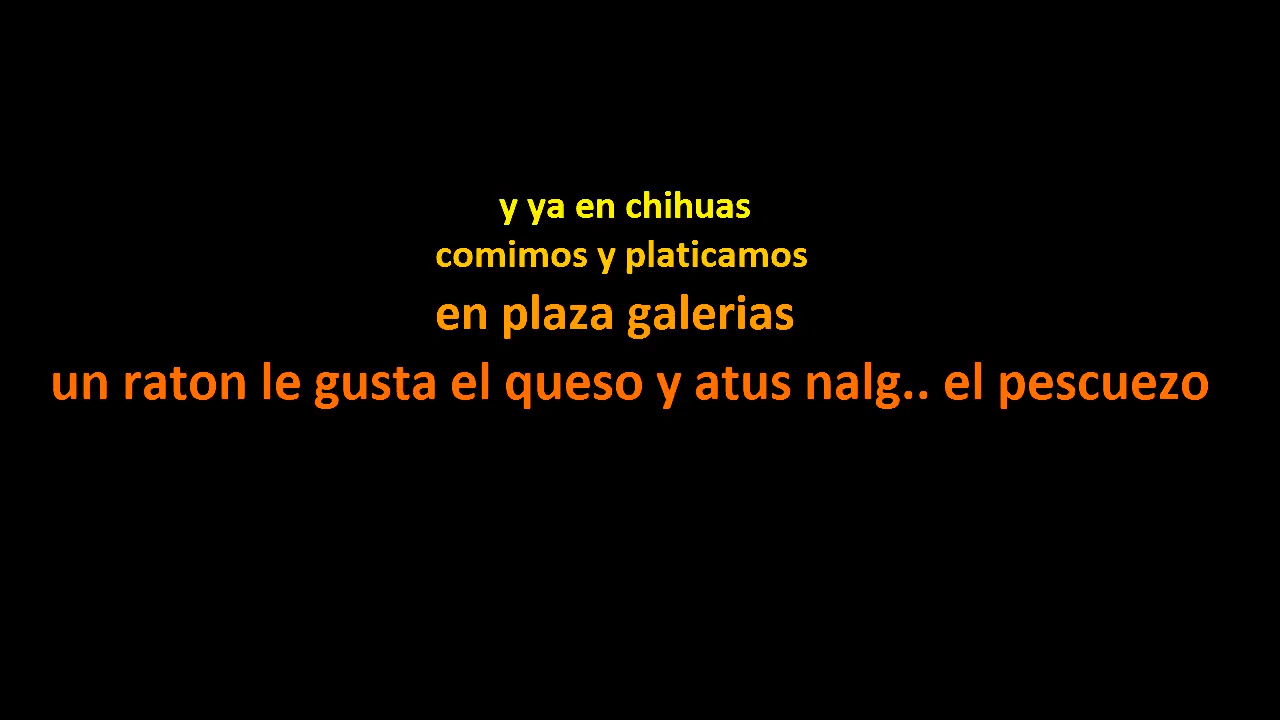 y ya en chihuas
comimos y platicamos
en plaza galerias
un raton le gusta el queso y atus nalg.. el pescuezo